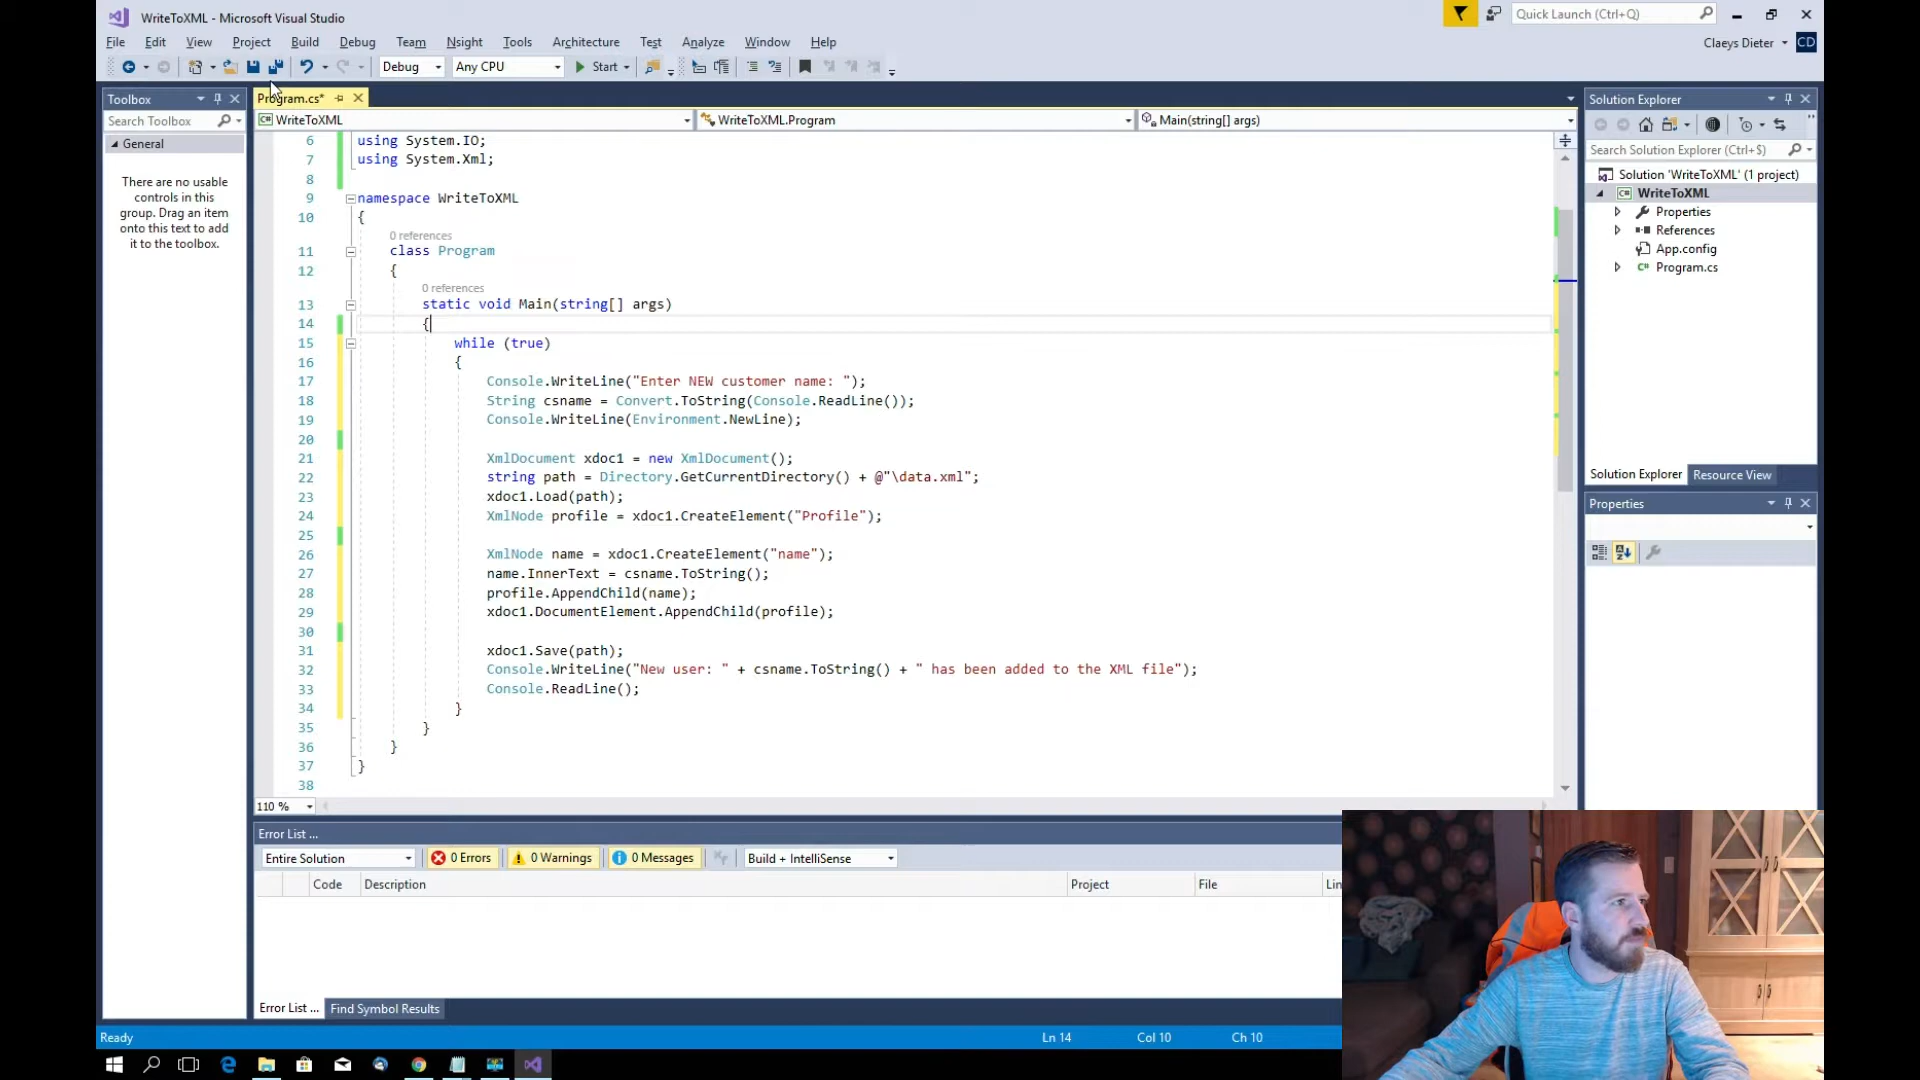 WriteToXML - Microsoft Visual Studio
Quick Launch (Ctrl+Q)
File Edit View Project Build Debug Team Nsight Tools Architecture Test Analyze Window Help
Claeys Dieter CD
Debug Any CPU Start
Toolbox
Program.cs*
Solution Explorer
Search Toolbox
WriteToXML
WriteToXML.Program
Main(string[] args)
General
There are no usable
controls in this
group. Drag an item
onto this text to add
it to the toolbox.
Search Solution Explorer (Ctrl+$)
Solution 'WriteToXML' (1 project)
WriteToXML
Properties
References
App.config
Program.cs
6 using System.IO;
7 using System.Xml;
8
9 namespace WriteToXML
10 {
0 references
11 class Program
12 {
0 references
13 static void Main(string[] args)
14 {
15 while (true)
16 {
17 Console.WriteLine("Enter NEW customer name: ");
18 String csname = Convert.ToString(Console.ReadLine());
19 Console.WriteLine(Environment.NewLine);
20
21 XmlDocument xdoc1 = new XmlDocument();
22 string path = Directory.GetCurrentDirectory() + @"\data.xml";
23 xdoc1.Load(path);
24 XmlNode profile = xdoc1.CreateElement("Profile");
25
26 XmlNode name = xdoc1.CreateElement("name");
27 name.InnerText = csname.ToString();
28 profile.AppendChild(name);
29 xdoc1.DocumentElement.AppendChild(profile);
30
31 xdoc1.Save(path);
32 Console.WriteLine("New user: " + csname.ToString() + " has been added to the XML file");
33 Console.ReadLine();
34 }
35 }
36 }
37 }
38
Solution Explorer Resource View
Properties
110 %
Error List ...
Entire Solution 0 Errors 0 Warnings 0 Messages Build + IntelliSense
Code Description Project File Lin
Error List ... Find Symbol Results
Ready Ln 14 Col 10 Ch 10